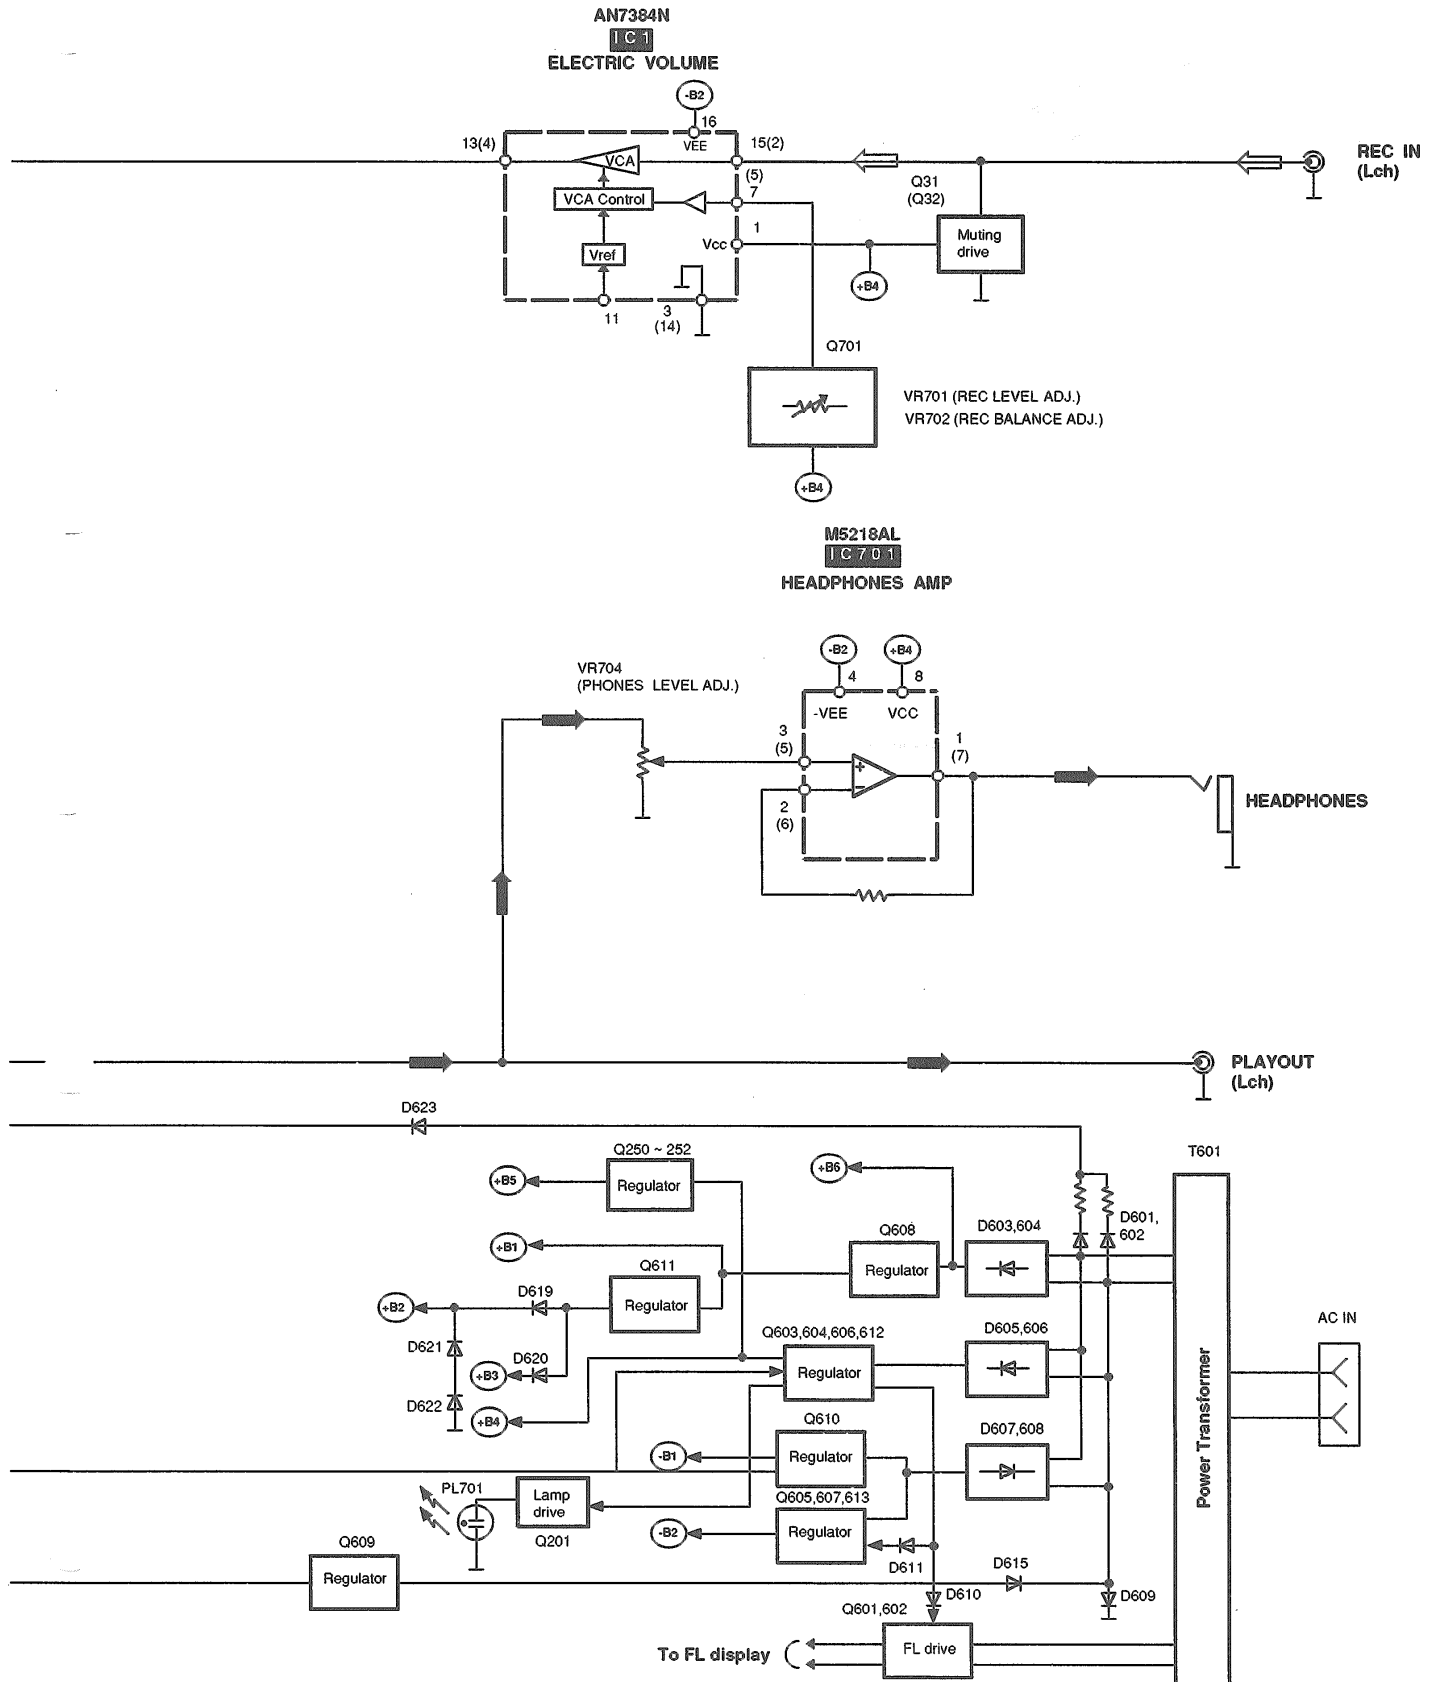 AN7384N
IC1
ELECTRIC VOLUME
-B2
16
VEE
13(4)
15(2)
VCA
(5)
7
VCA Control
1
Vcc
Vref
11
3
(14)
Q31
(Q32)
Muting
drive
+B4
REC IN
(Lch)
Q701
VR701 (REC LEVEL ADJ.)
VR702 (REC BALANCE ADJ.)
+B4
M5218AL
IC701
HEADPHONES AMP
-B2
+B4
4
8
-VEE
VCC
VR704
(PHONES LEVEL ADJ.)
3
(5)
+
-
2
(6)
1
(7)
HEADPHONES
PLAYOUT
(Lch)
D623
T601
Q250 ~ 252
+B5
Regulator
+B6
D601,
602
D603,604
Q608
Regulator
+B1
Q611
Regulator
+B2
D619
D621
D620
+B3
D622
+B4
Q603,604,606,612
Regulator
D605,606
AC IN
Power Transformer
Q610
Regulator
-B1
D607,608
PL701
Lamp
drive
Q201
Q605,607,613
Regulator
-B2
D611
Q609
Regulator
D615
D610
D609
Q601,602
FL drive
To FL display